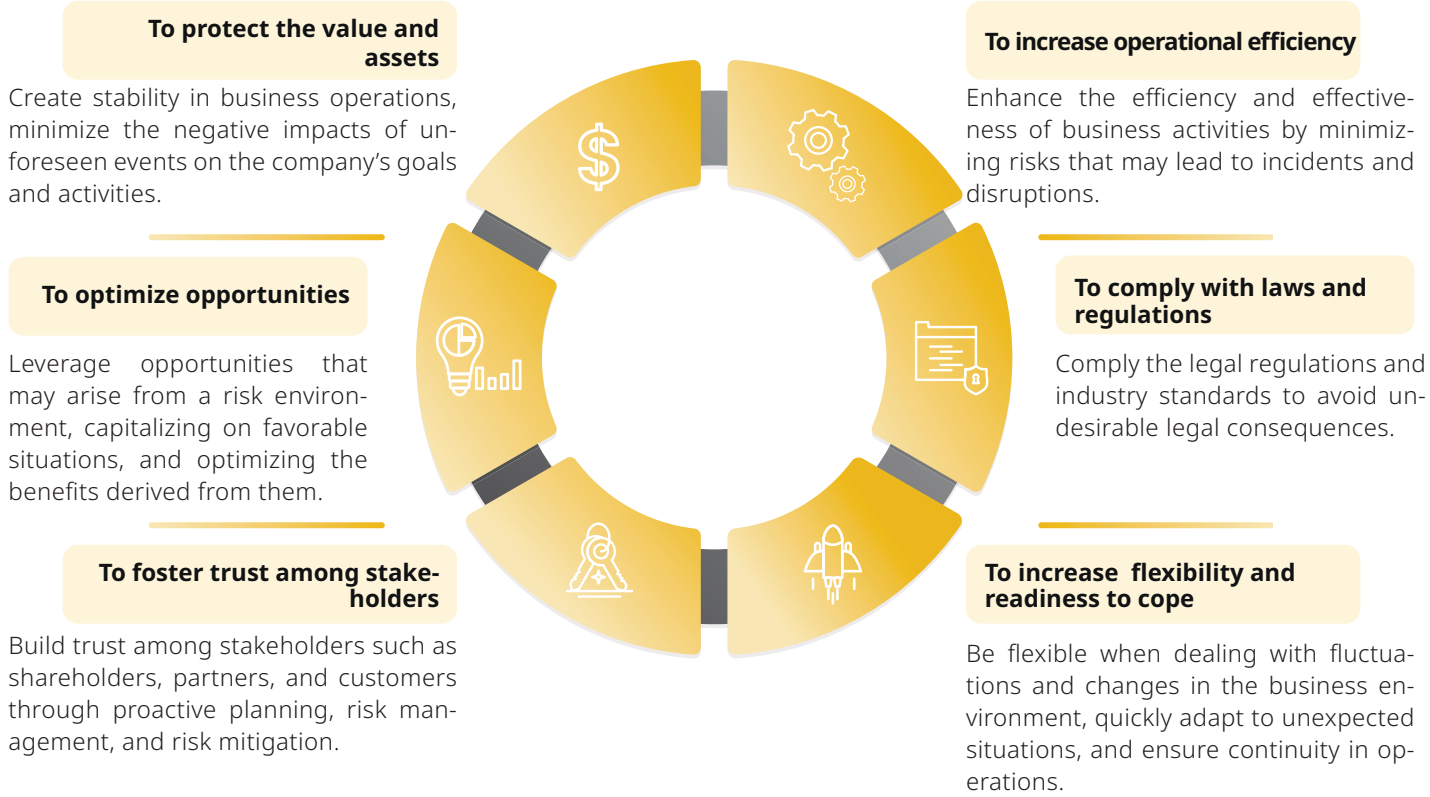 To protect the value and
assets
Create stability in business operations,
minimize the negative impacts of un-
foreseen events on the company’s goals
and activities.
To optimize opportunities
Leverage opportunities that
may arise from a risk environ-
ment, capitalizing on favorable
situations, and optimizing the
benefits derived from them.
To foster trust among stake-
holders
Build trust among stakeholders such as
shareholders, partners, and customers
through proactive planning, risk man-
agement, and risk mitigation.
To increase operational efficiency
Enhance the efficiency and effective-
ness of business activities by minimiz-
ing risks that may lead to incidents and
disruptions.
To comply with laws and
regulations
Comply the legal regulations and
industry standards to avoid un-
desirable legal consequences.
To increase  flexibility and
readiness to cope
Be flexible when dealing with fluctua-
tions and changes in the business en-
vironment, quickly adapt to unexpected
situations, and ensure continuity in op-
erations.